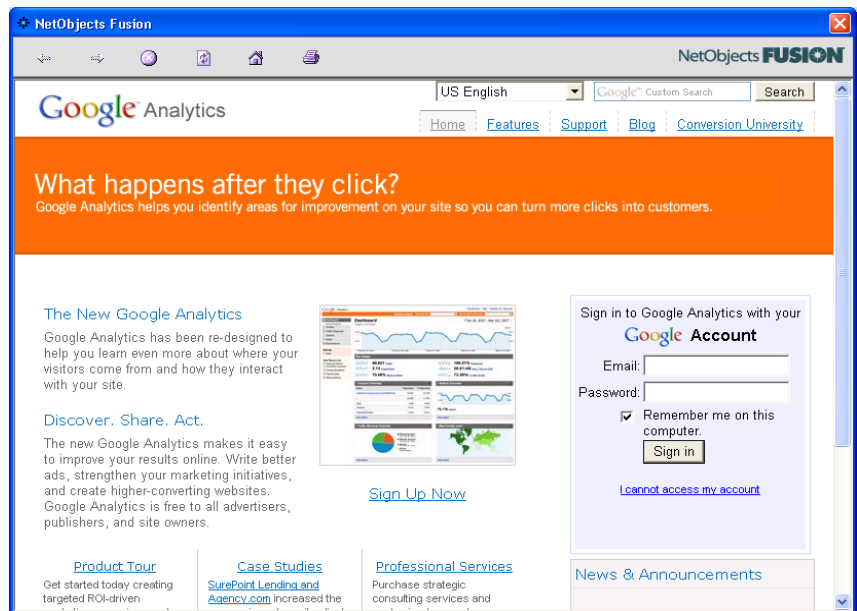 NetObjects Fusion
NetObjects FUSION
US English
Google™ Custom Search
Search
Google Analytics
Home
Features
Support
Blog
Conversion University
What happens after they click?
Google Analytics helps you identify areas for improvement on your site so you can turn more clicks into customers.
The New Google Analytics
Google Analytics has been re-designed to
help you learn even more about where your
visitors come from and how they interact
with your site.
Discover. Share. Act.
The new Google Analytics makes it easy
to improve your results online. Write better
ads, strengthen your marketing initiatives,
and create higher-converting websites.
Google Analytics is free to all advertisers,
publishers, and site owners.
Dashboard
Sign Up Now
Sign in to Google Analytics with your
Google Account
Email:
Password:
Remember me on this
computer.
Sign in
I cannot access my account
Product Tour
Get started today creating
targeted ROI-driven
Case Studies
SurePoint Lending and
Agency.com increased the
Professional Services
Purchase strategic
consulting services and
News & Announcements